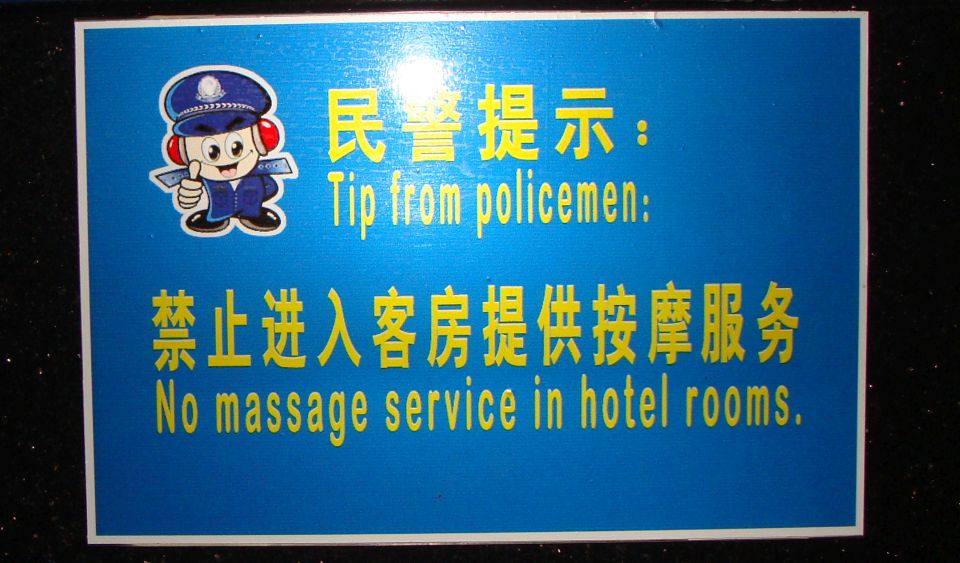 民警提示：
Tip from policemen:
禁止进入客房提供按摩服务
No massage service in hotel rooms.